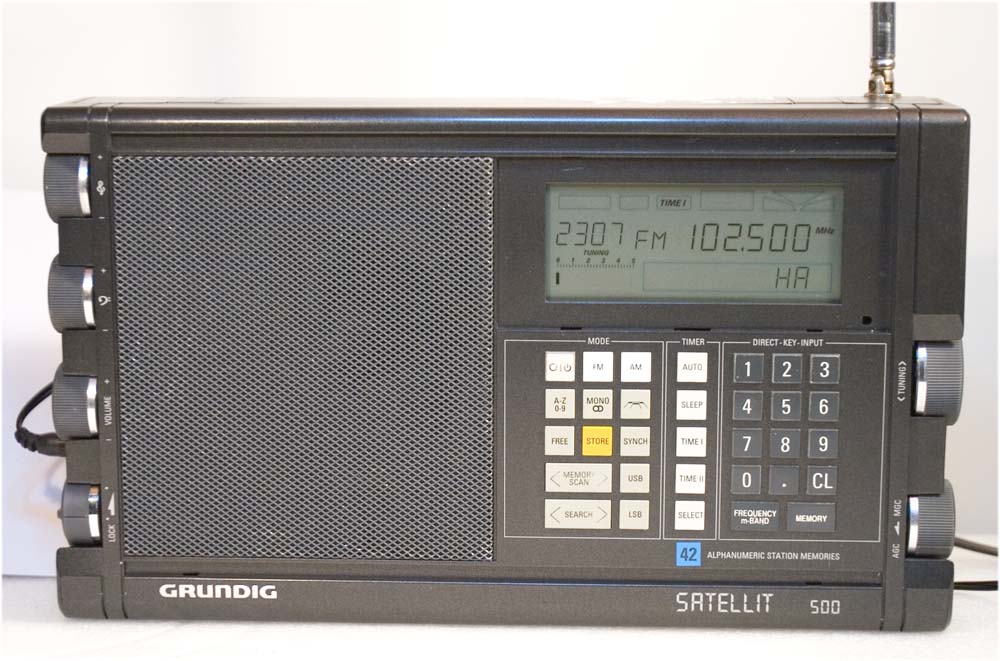 TIME I
2307 FM 102.500 MHz
TUNING
0 1 2 3 4 5
HA
MODE
FM AM
A-Z
0-9
MONO
FREE STORE SYNCH
MEMORY
SCAN
USB
SEARCH LSB
TIMER
AUTO
SLEEP
TIME I
TIME II
SELECT
DIRECT-KEY-INPUT
1 2 3
4 5 6
7 8 9
0 . CL
FREQUENCY
m-BAND
MEMORY
42 ALPHANUMERIC STATION MEMORIES
+ VOLUME -
LOCK
<TUNING>
AGC MGC
GRUNDIG
SATELLIT 500